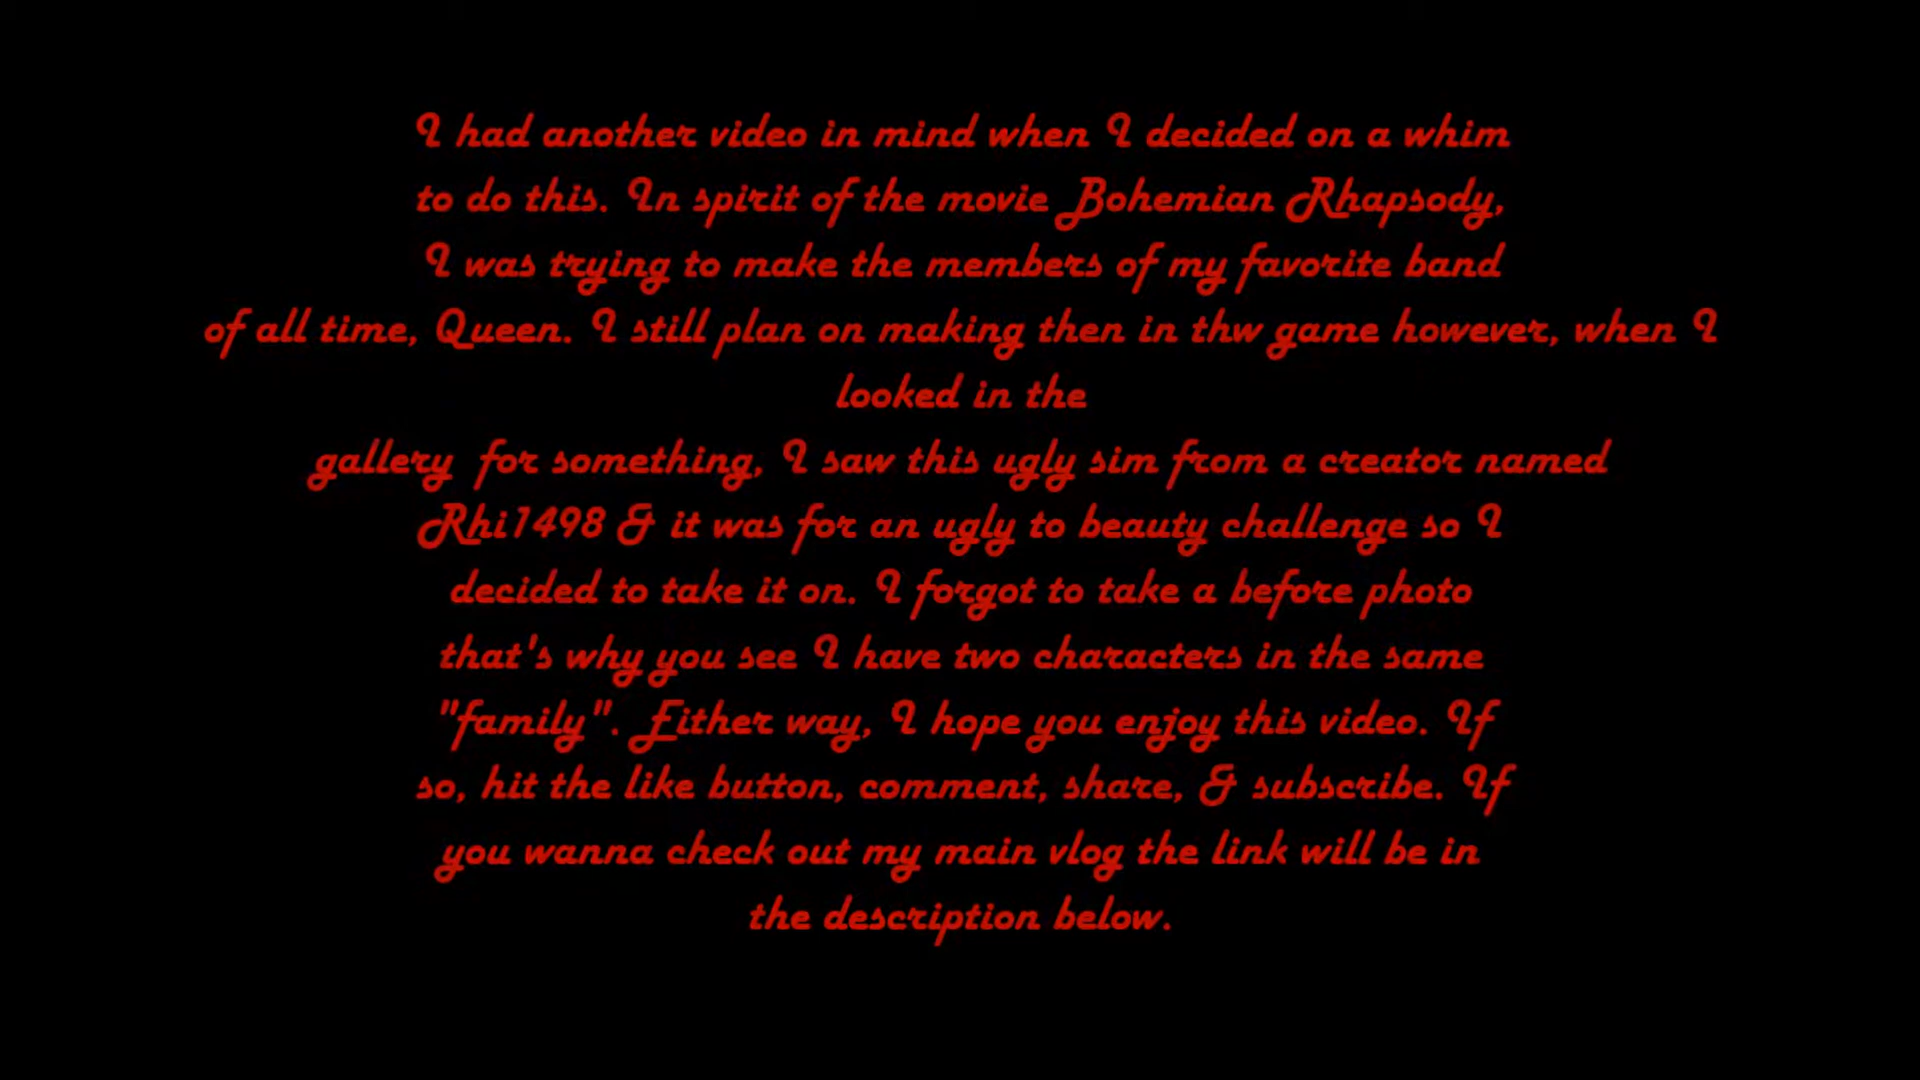 I had another video in mind when I decided on a whim
to do this. In spirit of the movie Bohemian Rhapsody,
I was trying to make the members of my favorite band
of all time, Queen. I still plan on making then in thw game however, when I
looked in the
gallery  for something, I saw this ugly sim from a creator named
Rhi1498 & it was for an ugly to beauty challenge so I
decided to take it on. I forgot to take a before photo
that's why you see I have two characters in the same
"family". Either way, I hope you enjoy this video. If
so, hit the like button, comment, share, & subscribe. If
you wanna check out my main vlog the link will be in
the description below.